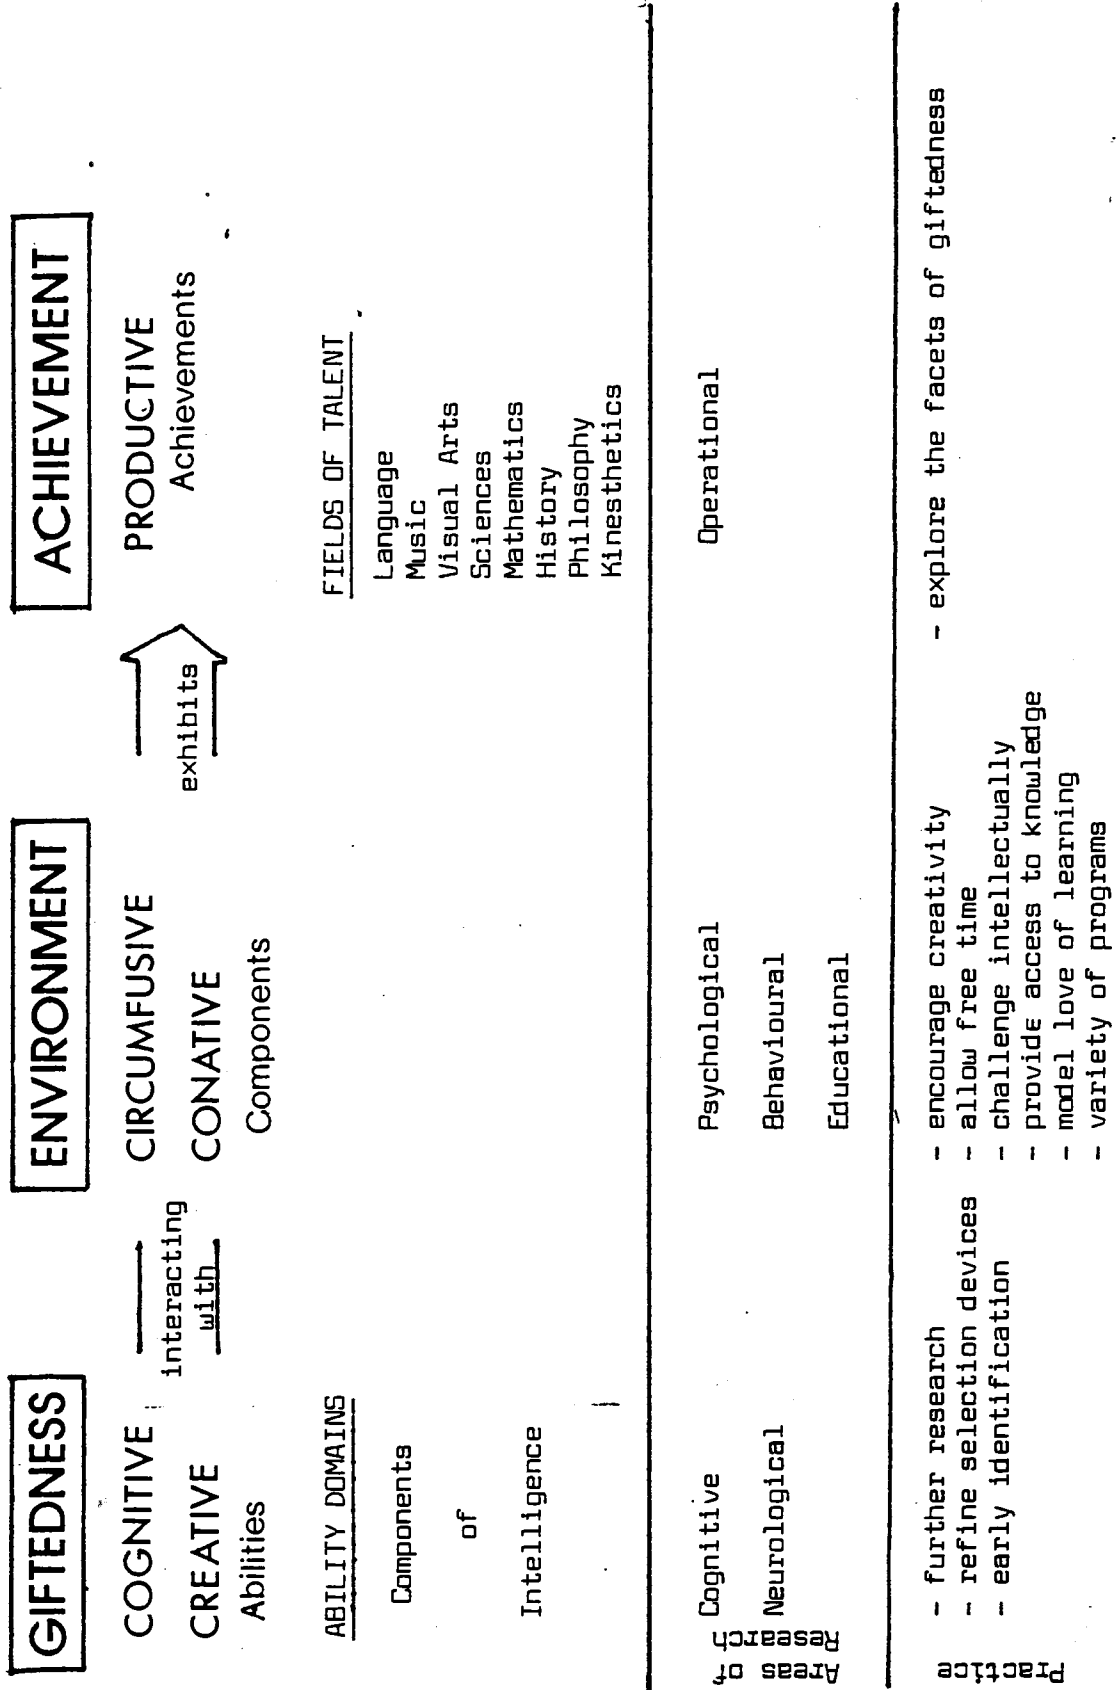 GIFTEDNESS
COGNITIVE
CREATIVE
Abilities
interacting
with
ENVIRONMENT
CIRCUMFUSIVE
CONATIVE
Components
exhibits
ACHIEVEMENT
PRODUCTIVE
Achievements
ABILITY DOMAINS
Components
of
Intelligence
FIELDS OF TALENT
Language
Music
Visual Arts
Sciences
Mathematics
History
Philosophy
Kinesthetics
Areas of
Research
Cognitive
Neurological
Psychological
Behavioural
Educational
Operational
Practice
- further research
- refine selection devices
- early identification
- encourage creativity
- allow free time
- challenge intellectually
- provide access to knowledge
- model love of learning
- variety of programs
- explore the facets of giftedness